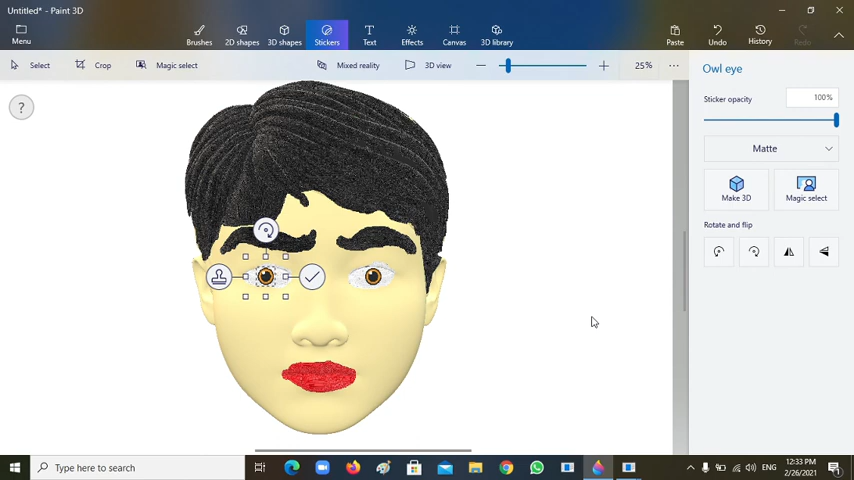 Untitled* - Paint 3D
Menu
Brushes
2D shapes
3D shapes
Stickers
Text
Effects
Canvas
3D library
Paste
Undo
History
Redo
Select
Crop
Magic select
Mixed reality
3D view
25%
?
Owl eye
Sticker opacity
100%
Matte
Make 3D
Magic select
Rotate and flip
Type here to search
ENG
12:33 PM
2/26/2021